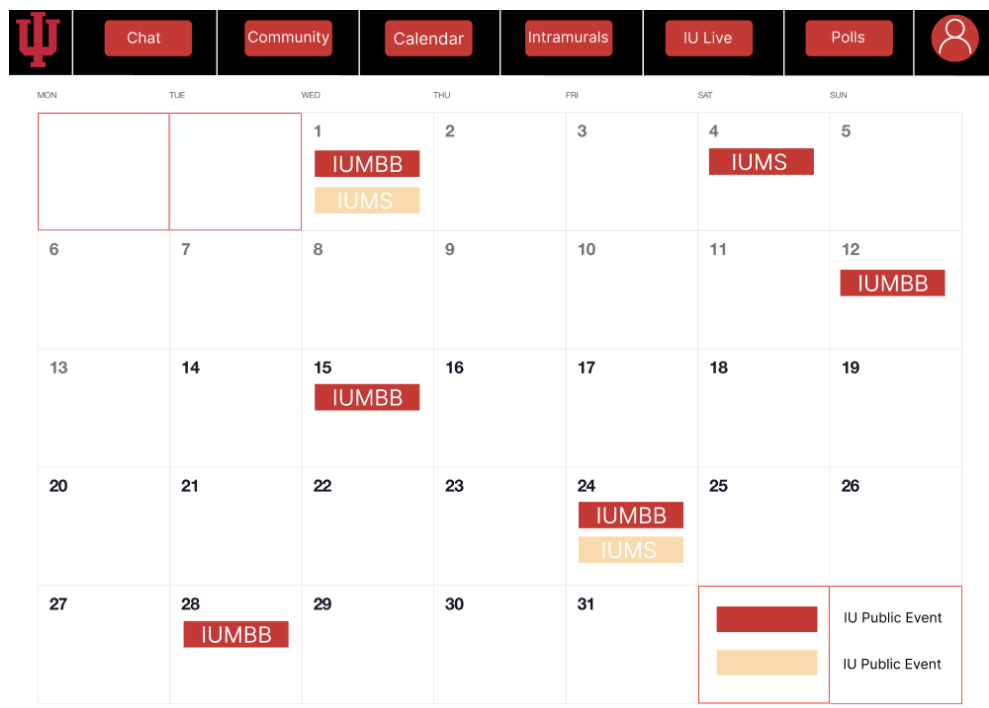 Chat Community Calendar Intramurals IU Live Polls
MON TUE WED THU FRI SAT SUN
1 2 3 4 5
IUMBB IUMS
IUMS
6 7 8 9 10 11 12
IUMBB
13 14 15 16 17 18 19
IUMBB
20 21 22 23 24 25 26
IUMBB
IUMS
27 28 29 30 31
IUMBB
IU Public Event
IU Public Event